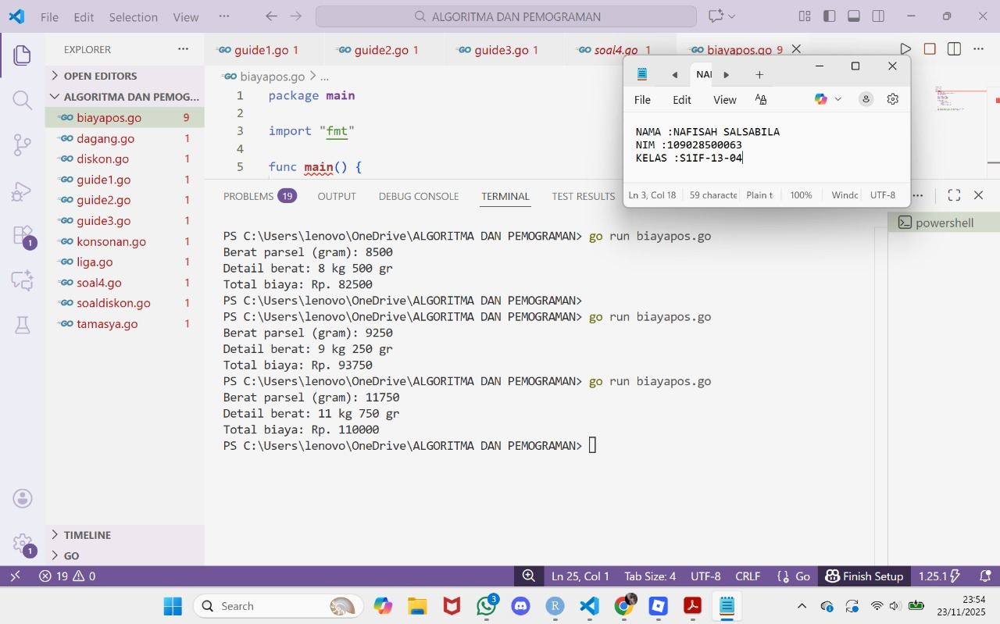 File Edit Selection View ··· ALGORITMA DAN PEMOGRAMAN
EXPLORER ···
OPEN EDITORS
ALGORITMA DAN PEMOG...
biayapos.go 9
dagang.go 1
diskon.go 1
guide1.go 1
guide2.go 1
guide3.go 1
konsonan.go 1
liga.go 1
soal4.go 1
soaldiskon.go 1
tamasya.go 1
TIMELINE
GO
1
1
guide1.go 1 guide2.go 1 guide3.go 1 soal4.go 1 biayapos.go 9
biayapos.go > ...
1 package main
2
3 import "fmt"
4
5 func main() {
NAI
File Edit View
NAMA :NAFISAH SALSABILA
NIM :109028500063
KELAS :S1IF-13-04
Ln 3, Col 18 59 characte Plain t 100% Windc UTF-8
PROBLEMS 19 OUTPUT DEBUG CONSOLE TERMINAL TEST RESULTS ···
powershell
PS C:\Users\lenovo\OneDrive\ALGORITMA DAN PEMOGRAMAN> go run biayapos.go
Berat parsel (gram): 8500
Detail berat: 8 kg 500 gr
Total biaya: Rp. 82500
PS C:\Users\lenovo\OneDrive\ALGORITMA DAN PEMOGRAMAN>
PS C:\Users\lenovo\OneDrive\ALGORITMA DAN PEMOGRAMAN> go run biayapos.go
Berat parsel (gram): 9250
Detail berat: 9 kg 250 gr
Total biaya: Rp. 93750
PS C:\Users\lenovo\OneDrive\ALGORITMA DAN PEMOGRAMAN> go run biayapos.go
Berat parsel (gram): 11750
Detail berat: 11 kg 750 gr
Total biaya: Rp. 110000
PS C:\Users\lenovo\OneDrive\ALGORITMA DAN PEMOGRAMAN>
19 0 Ln 25, Col 1 Tab Size: 4 UTF-8 CRLF {} Go Finish Setup 1.25.1
Search 3 R 23:54
23/11/2025